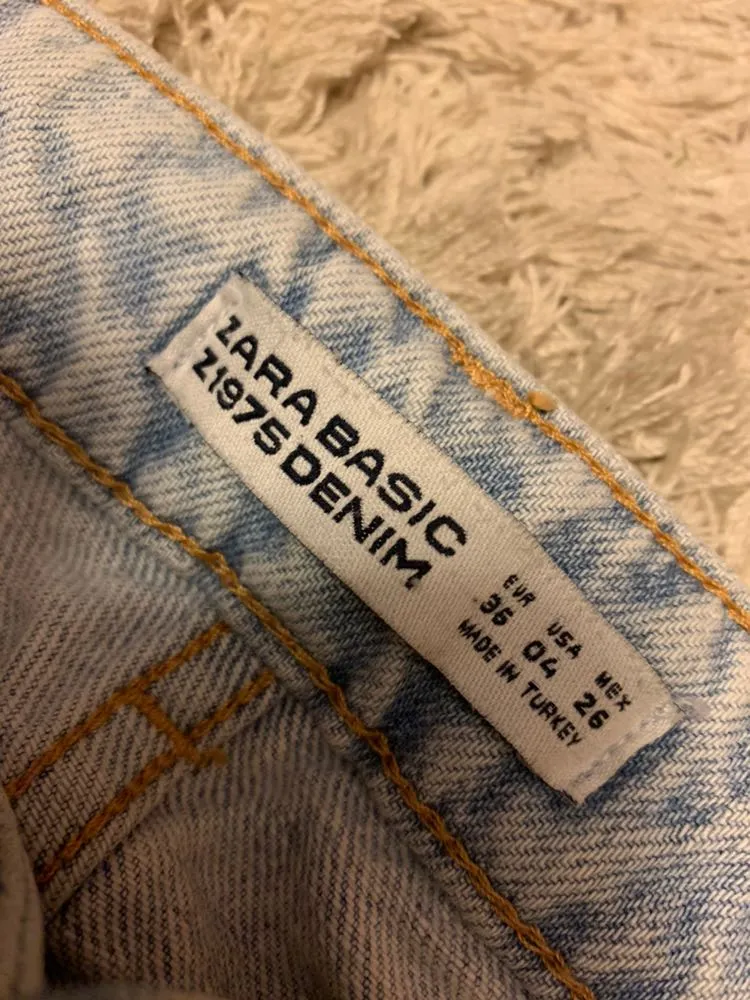 ZARA BASIC
Z1975 DENIM
EUR USA MEX
36 04 26
MADE IN TURKEY